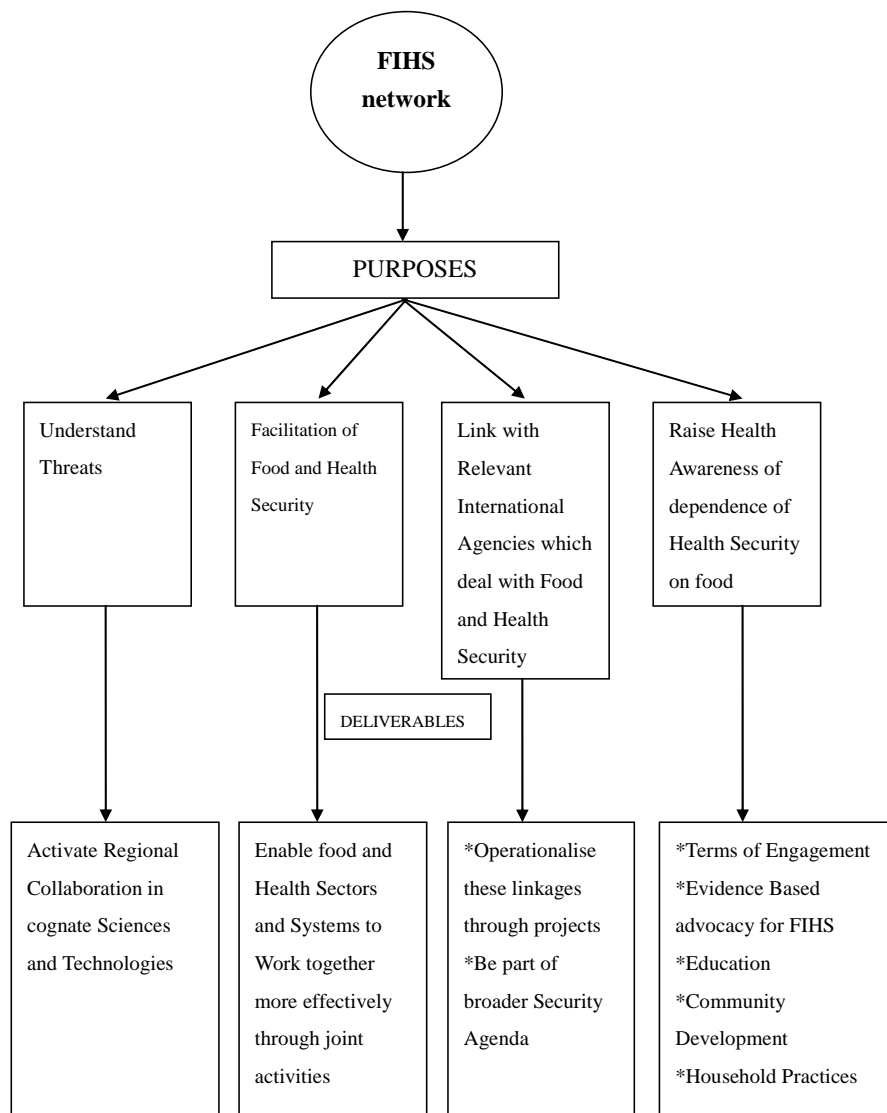 FIHS
network
PURPOSES
Understand
Threats
Facilitation of
Food and Health
Security
Link with
Relevant
International
Agencies which
deal with Food
and Health
Security
Raise Health
Awareness of
dependence of
Health Security
on food
DELIVERABLES
Activate Regional
Collaboration in
cognate Sciences
and Technologies
Enable food and
Health Sectors
and Systems to
Work together
more effectively
through joint
activities
*Operationalise
these linkages
through projects
*Be part of
broader Security
Agenda
*Terms of Engagement
*Evidence Based
advocacy for FIHS
*Education
*Community
Development
*Household Practices